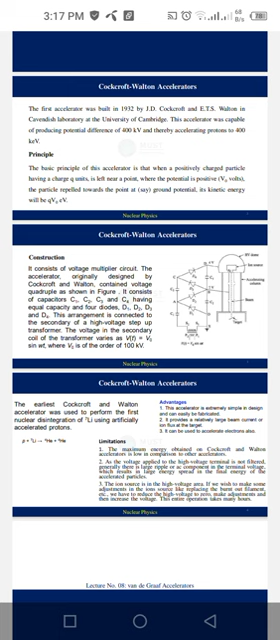 3:17 PM
68
B/s
78
Cockcroft-Walton Accelerators
The first accelerator was built in 1932 by J.D. Cockcroft and E.T.S. Walton in
Cavendish laboratory at the University of Cambridge. This accelerator was capable
of producing potential difference of 400 kV and thereby accelerating protons to 400
keV.
Principle
The basic principle of this accelerator is that when a positively charged particle
having a charge q units, is left near a point, where the potential is positive (V₀ volts),
the particle repelled towards the point at (say) ground potential, its kinetic energy
will be qV₀ eV.
Nuclear Physics
Cockcroft-Walton Accelerators
Construction
It consists of voltage multiplier circuit. The
accelerator, originally designed by
Cockcroft and Walton, contained voltage
quadruple as shown in Figure . It consists
of capacitors C₁, C₂, C₃ and C₄ having
equal capacity and four diodes, D₁, D₂, D₃
and D₄. This arrangement is connected to
the secondary of a high-voltage step up
transformer. The voltage in the secondary
coil of the transformer varies as V(t) = V₀
sin wt, where V₀ is of the order of 100 kV.
Ion source
Accelerating
column
Beam
Target
Nuclear Physics
Cockcroft-Walton Accelerators
The earliest Cockcroft and Walton
accelerator was used to perform the first
nuclear disintegration of ⁷Li using artificially
accelerated protons.
p + ⁷Li → ⁴He + ⁴He
Advantages
1. This accelerator is extremely simple in design
and can easily be fabricated.
2. It provides a relatively large beam current or
ion flux at the target.
3. It can be used to accelerate electrons also.
Limitations
1. The maximum energy obtained on Cockcroft and Walton
accelerators is low in comparison to other accelerators.
2. As the voltage applied to the high-voltage terminal is not filtered,
generally there is large ripple or ac component in the terminal voltage,
which results in large energy spread in the final energy of the
accelerated particles.
3. The ion source is in the high-voltage area. If we wish to make some
adjustments in the ions source like replacing the burnt out filament,
etc., we have to reduce the high-voltage to zero, make adjustments and
then increase the voltage. This entire operation takes many hours.
Nuclear Physics
Lecture No. 08: van de Graaf Accelerators